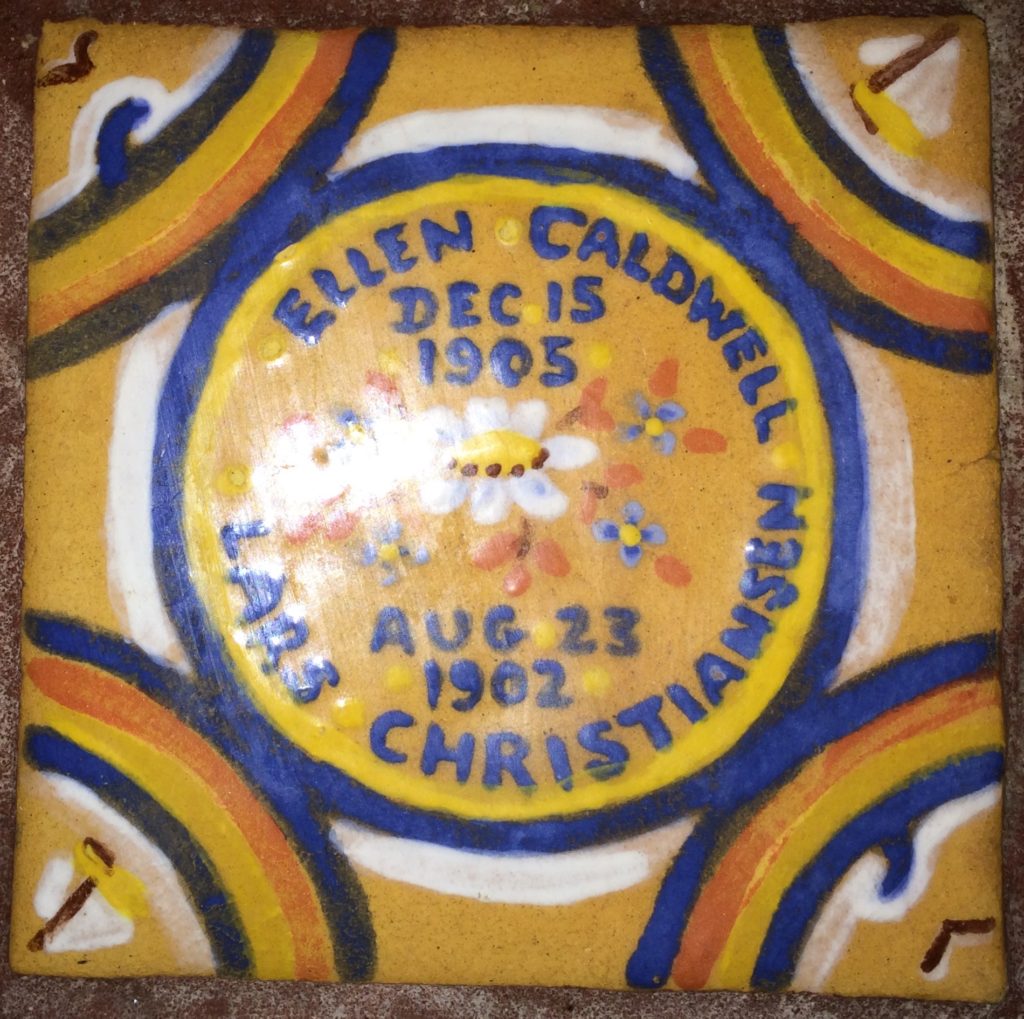 ELLEN CALDWELL
DEC 15
1905
AUG 23
1902
LARS CHRISTIANSEN